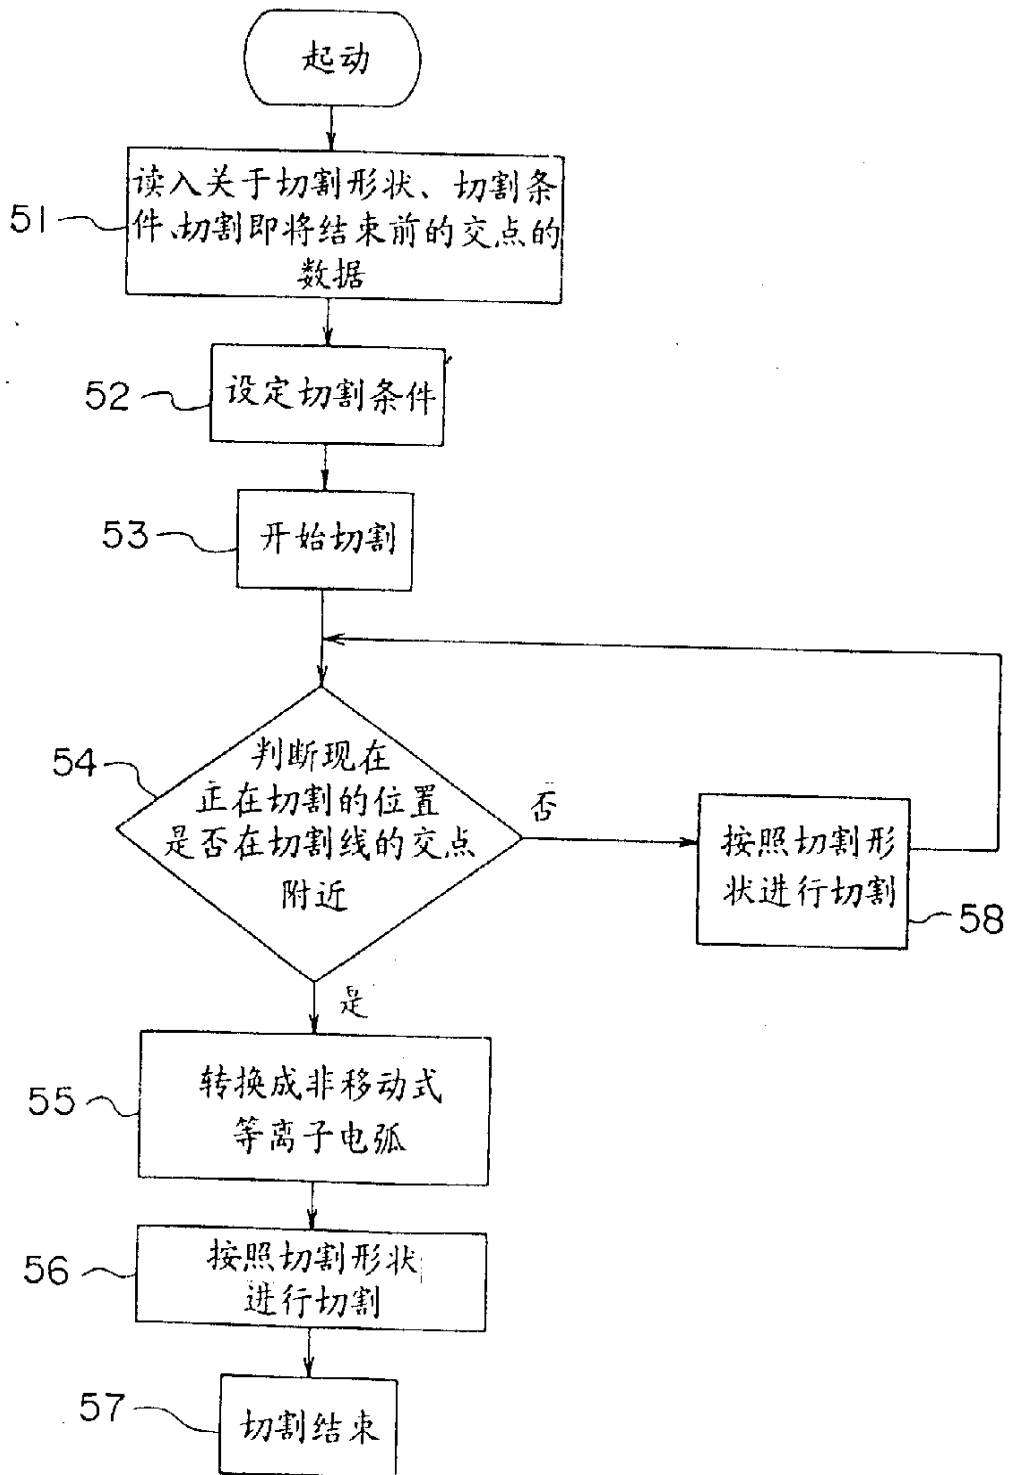 起动
读入关于切割形状、切割条
件、切割即将结束前的交点的
数据
51
设定切割条件
52
开始切割
53
判断现在
正在切割的位置
是否在切割线的交点
附近
54
否
按照切割形
状进行切割
58
是
转换成非移动式
等离子电弧
55
按照切割形状
进行切割
56
切割结束
57